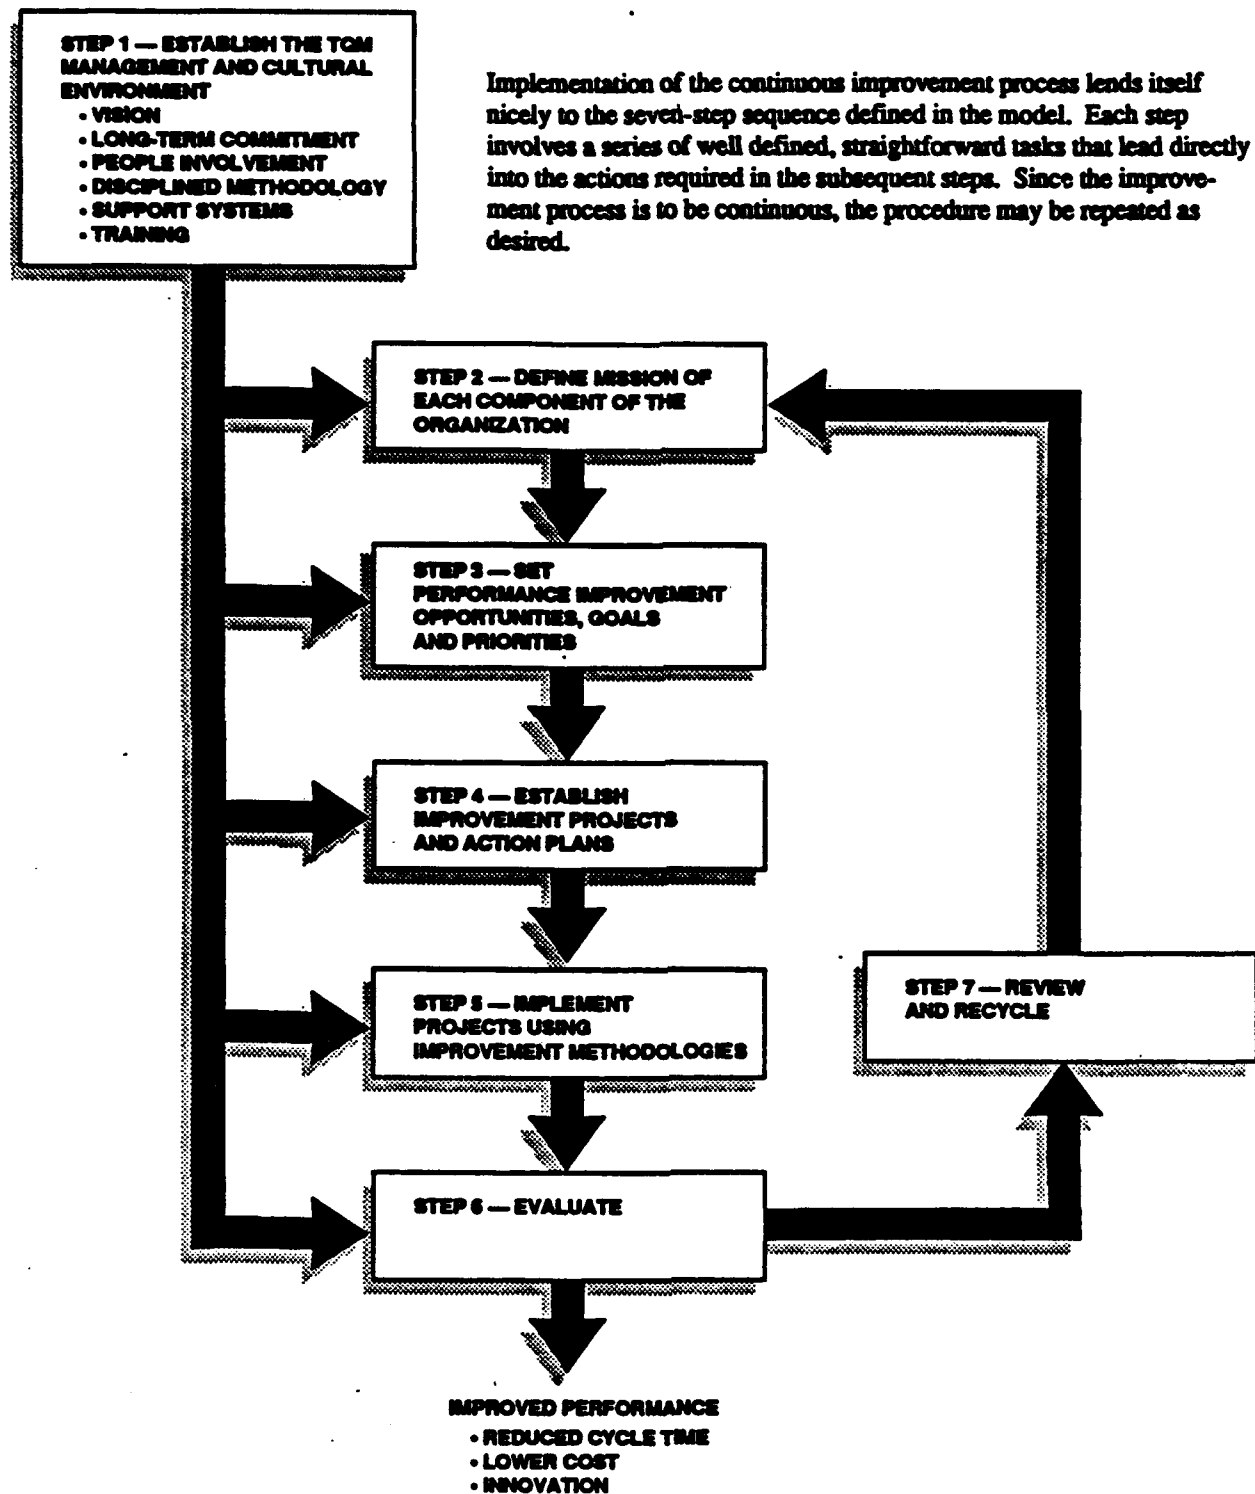 STEP 1 — ESTABLISH THE TQM
MANAGEMENT AND CULTURAL
ENVIRONMENT
• VISION
• LONG-TERM COMMITMENT
• PEOPLE INVOLVEMENT
• DISCIPLINED METHODOLOGY
• SUPPORT SYSTEMS
• TRAINING
Implementation of the continuous improvement process lends itself
nicely to the seven-step sequence defined in the model. Each step
involves a series of well defined, straightforward tasks that lead directly
into the actions required in the subsequent steps. Since the improve-
ment process is to be continuous, the procedure may be repeated as
desired.
STEP 2 — DEFINE MISSION OF
EACH COMPONENT OF THE
ORGANIZATION
STEP 3 — SET
PERFORMANCE IMPROVEMENT
OPPORTUNITIES, GOALS
AND PRIORITIES
STEP 4 — ESTABLISH
IMPROVEMENT PROJECTS
AND ACTION PLANS
STEP 5 — IMPLEMENT
PROJECTS USING
IMPROVEMENT METHODOLOGIES
STEP 7 — REVIEW
AND RECYCLE
STEP 6 — EVALUATE
IMPROVED PERFORMANCE
• REDUCED CYCLE TIME
• LOWER COST
• INNOVATION